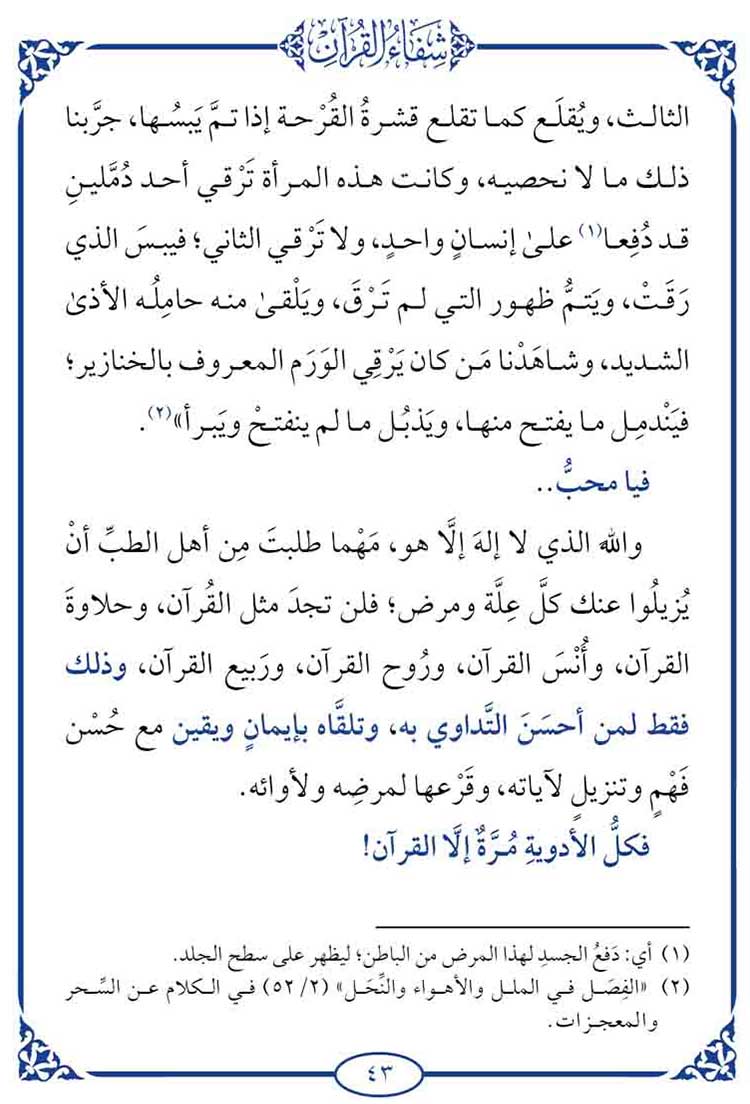 شِفَاءُ القُرْآنِ
الثالث، ويُقلَع كما تقلع قشرةُ القُرْحة إذا تمَّ يَبسُها، جرَّبنا
ذلك ما لا نحصيه، وكانت هذه المرأة تَرْقي أحد دُمَّلينِ
قد دُفِعا(١) علىٰ إنسانٍ واحدٍ، ولا تَرْقي الثاني؛ فيبسَ الذي
رَقَتْ، ويَتمُّ ظهور التي لم تَرْقَ، ويَلْقىٰ منه حاملُه الأذىٰ
الشديد، وشاهَدْنا مَن كان يَرْقِي الوَرَم المعروف بالخنازير؛
فيَنْدمِل ما يفتح منها، ويَذبُل ما لم ينفتحْ ويَبرأ»(٢).
فيا محبُّ..
والله الذي لا إلهَ إلَّا هو، مَهْما طلبتَ مِن أهل الطبِّ أنْ
يُزيلُوا عنك كلَّ عِلَّة ومرض؛ فلن تجدَ مثل القُرآن، وحلاوةَ
القرآن، وأُنْسَ القرآن، ورُوح القرآن، ورَبيع القرآن، وذلك
فقط لمن أحسَنَ التَّداوي به، وتلقَّاه بإيمانٍ ويقين مع حُسْن
فَهْمٍ وتنزيلٍ لآياته، وقَرْعها لمرضِه ولأوائه.
فكلُّ الأدويةِ مُرَّةٌ إلَّا القرآن!
(١) أي: دَفعُ الجسدِ لهذا المرض من الباطن؛ ليظهر على سطح الجلد.
(٢) «الفِصَل في الملل والأهواء والنِّحَل» (٢/ ٥٢) في الكلام عن السِّحر
والمعجزات.
٤٣